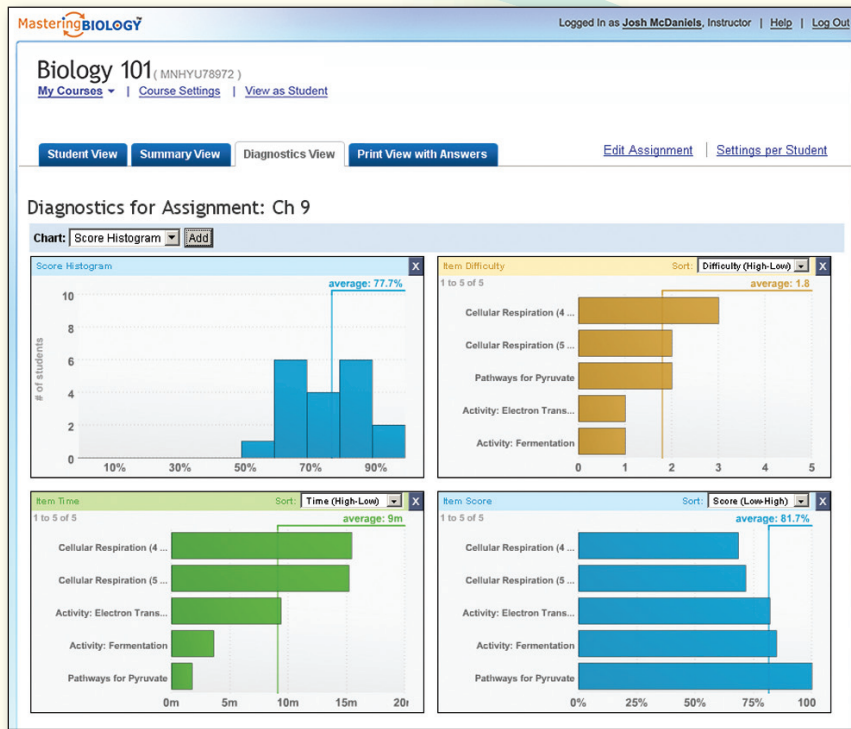 MasteringBIOLOGY
Logged In as Josh McDaniels, Instructor | Help | Log Out
Biology 101 ( MNHYU78972 )
My Courses | Course Settings | View as Student
Student View Summary View Diagnostics View Print View with Answers Edit Assignment | Settings per Student
Diagnostics for Assignment: Ch 9
Chart: Score Histogram Add
Score Histogram X
average: 77.7%
# of students
10
8
6
4
2
0
10% 30% 50% 70% 90%
Item Difficulty Sort: Difficulty (High-Low) X
1 to 5 of 5 average: 1.8
Cellular Respiration (4 ...
Cellular Respiration (5 ...
Pathways for Pyruvate
Activity: Electron Trans...
Activity: Fermentation
0 1 2 3 4 5
Item Time Sort: Time (High-Low) X
1 to 5 of 5 average: 9m
Cellular Respiration (4 ...
Cellular Respiration (5 ...
Activity: Electron Trans...
Activity: Fermentation
Pathways for Pyruvate
0m 5m 10m 15m 20
Item Score Sort: Score (Low-High) X
1 to 5 of 5 average: 81.7%
Cellular Respiration (4 ...
Cellular Respiration (5 ...
Activity: Electron Trans...
Activity: Fermentation
Pathways for Pyruvate
0% 25% 50% 75% 100